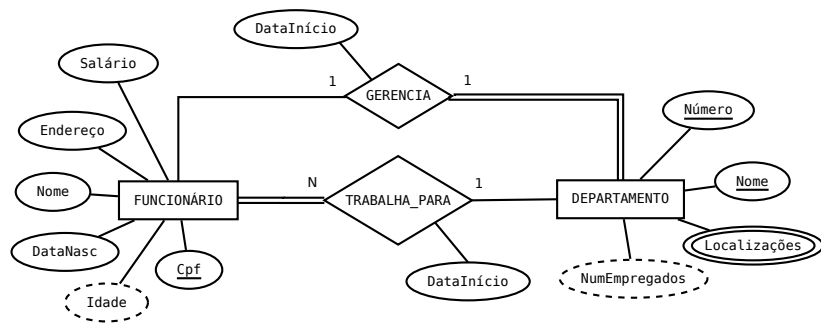 DataInício
Salário
1
1
GERENCIA
Número
Endereço
Nome
N
1
Nome
FUNCIONÁRIO
TRABALHA_PARA
DEPARTAMENTO
DataNasc
Localizações
Cpf
Idade
DataInício
NumEmpregados